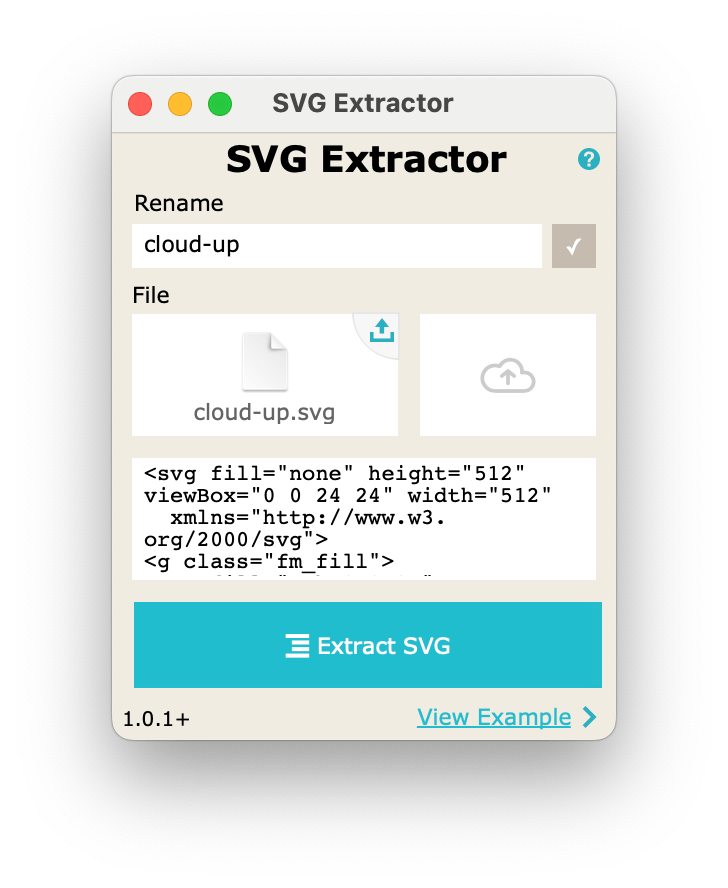 SVG Extractor
SVG Extractor
?
Rename
cloud-up
✓
File
cloud-up.svg
<svg fill="none" height="512"
viewBox="0 0 24 24" width="512"
  xmlns="http://www.w3.
org/2000/svg">
<g class="fm_fill">
Extract SVG
1.0.1+
View Example